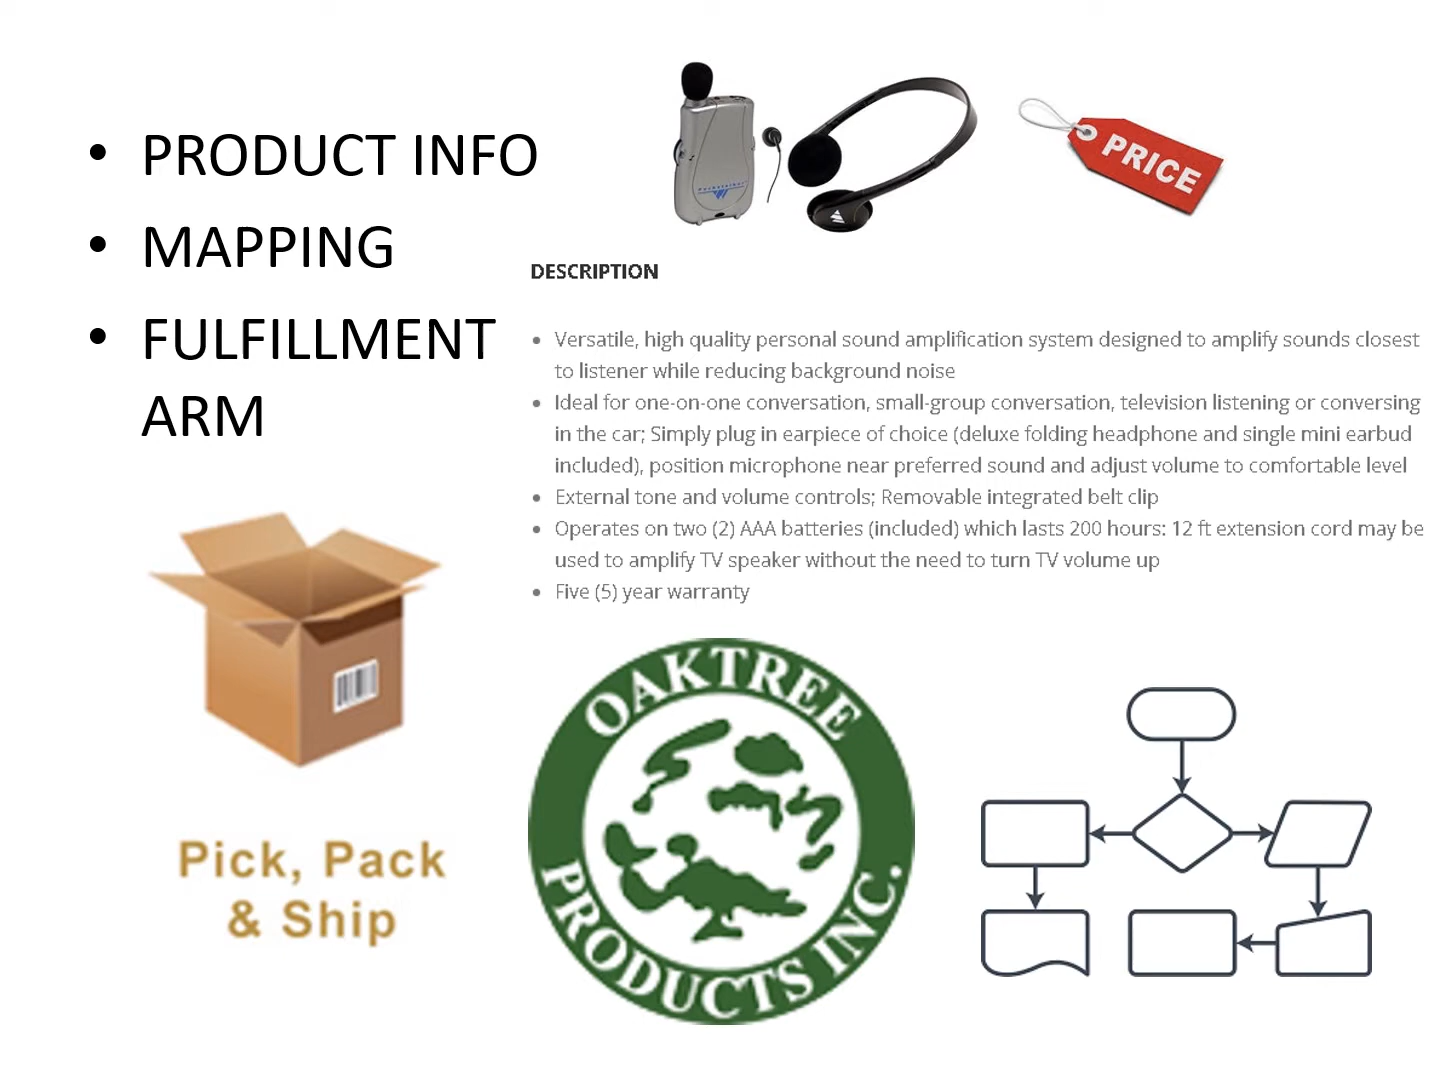 • PRODUCT INFO
• MAPPING
• FULFILLMENT
ARM
Pocketalker
PRICE
DESCRIPTION
• Versatile, high quality personal sound amplification system designed to amplify sounds closest
to listener while reducing background noise
• Ideal for one-on-one conversation, small-group conversation, television listening or conversing
in the car; Simply plug in earpiece of choice (deluxe folding headphone and single mini earbud
included), position microphone near preferred sound and adjust volume to comfortable level
• External tone and volume controls; Removable integrated belt clip
• Operates on two (2) AAA batteries (included) which lasts 200 hours: 12 ft extension cord may be
used to amplify TV speaker without the need to turn TV volume up
• Five (5) year warranty
Pick, Pack
& Ship
OAKTREE
PRODUCTS INC.